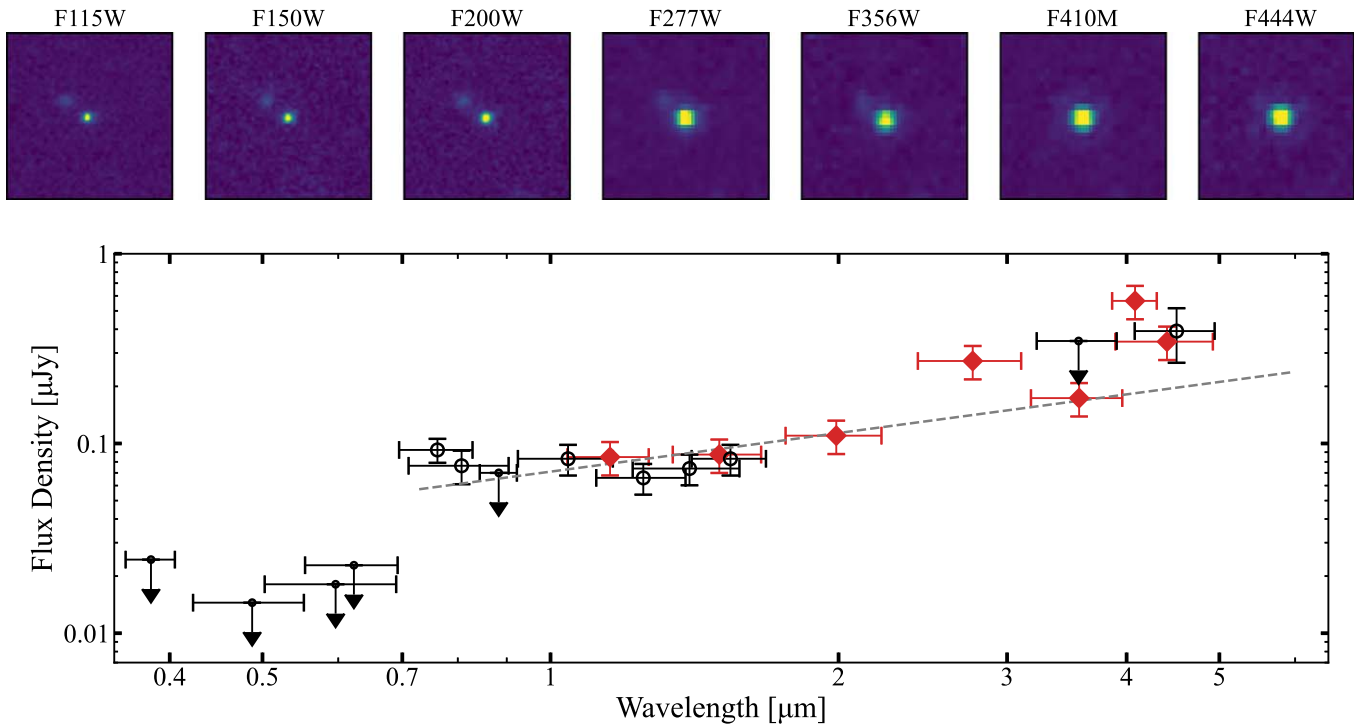 F115W F150W F200W F277W F356W F410M F444W
1
0.1
0.01
Flux Density [μJy]
0.4 0.5 0.7 1 2 3 4 5
Wavelength [μm]